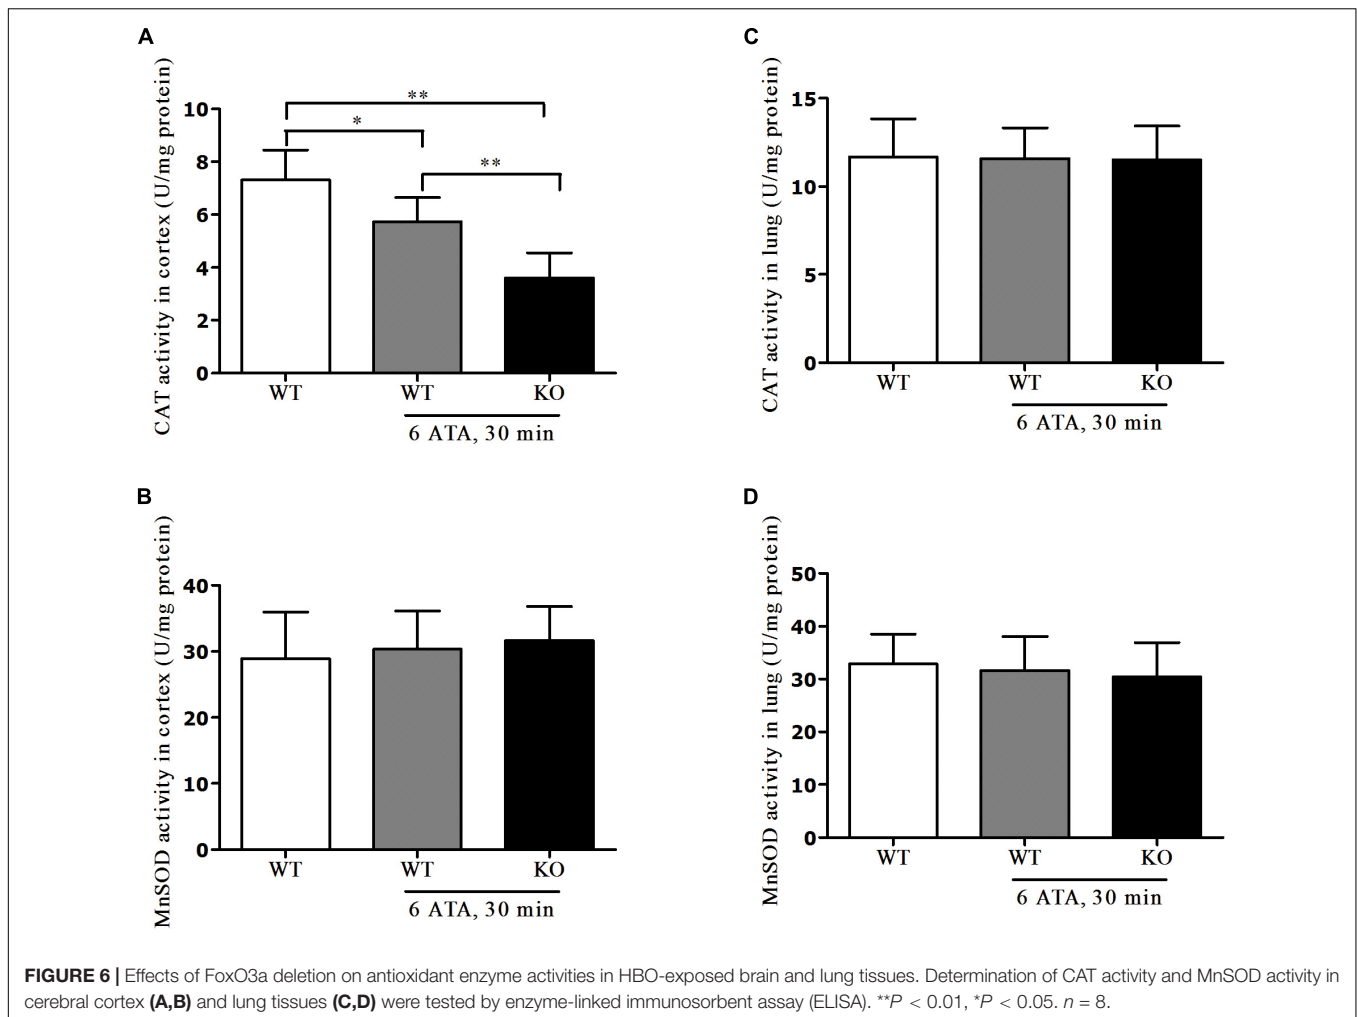 A
CAT activity in cortex (U/mg protein)
10
8
6
4
2
0
**
*
**
WT
WT
KO
6 ATA, 30 min
C
CAT activity in lung (U/mg protein)
15
10
5
0
WT
WT
KO
6 ATA, 30 min
B
MnSOD activity in cortex (U/mg protein)
40
30
20
10
0
WT
WT
KO
6 ATA, 30 min
D
MnSOD activity in lung (U/mg protein)
50
40
30
20
10
0
WT
WT
KO
6 ATA, 30 min
FIGURE 6 | Effects of FoxO3a deletion on antioxidant enzyme activities in HBO-exposed brain and lung tissues. Determination of CAT activity and MnSOD activity in
cerebral cortex (A,B) and lung tissues (C,D) were tested by enzyme-linked immunosorbent assay (ELISA). **P < 0.01, *P < 0.05. n = 8.